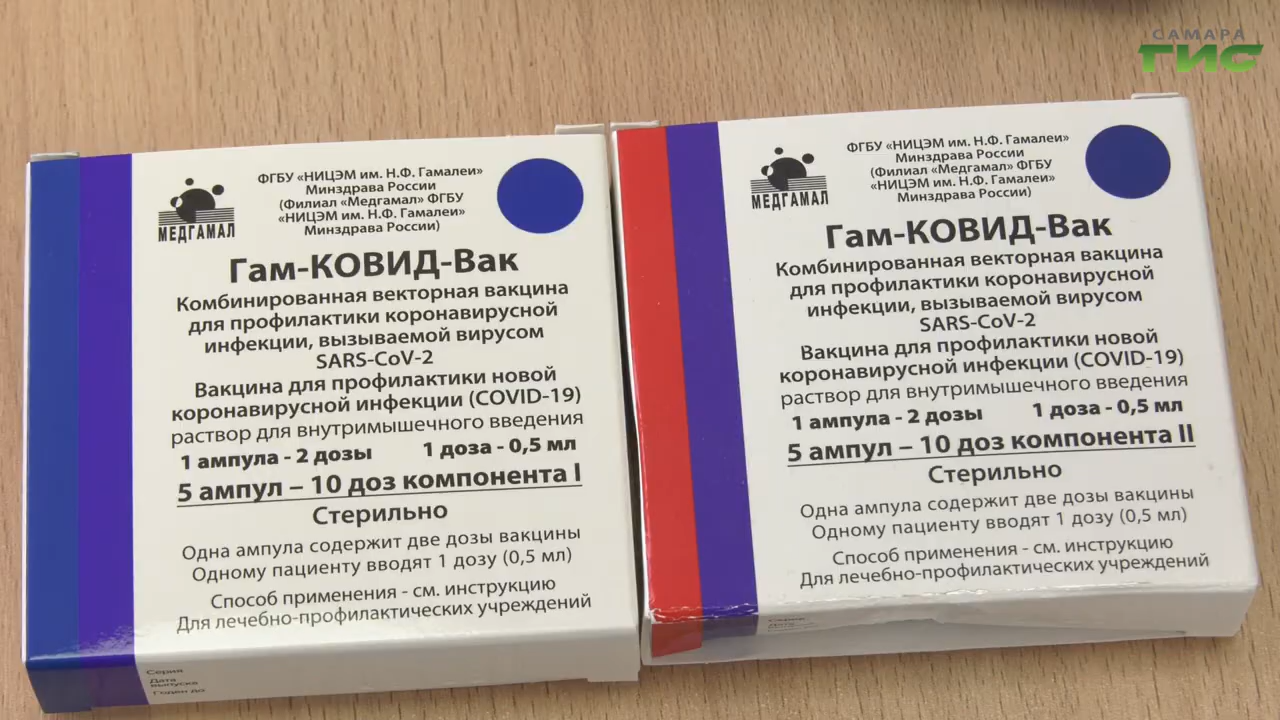 САМАРА
ГИС
ФГБУ «НИЦЭМ им. Н.Ф. Гамалеи»
Минздрава России
(Филиал «Медгамал» ФГБУ
«НИЦЭМ им. Н.Ф. Гамалеи»
Минздрава России)
МЕДГАМАЛ
Гам-КОВИД-Вак
Комбинированная векторная вакцина
для профилактики коронавирусной
инфекции, вызываемой вирусом
SARS-CoV-2
Вакцина для профилактики новой
коронавирусной инфекции (COVID-19)
раствор для внутримышечного введения
1 ампула - 2 дозы 1 доза - 0,5 мл
5 ампул – 10 доз компонента I
Стерильно
Одна ампула содержит две дозы вакцины
Одному пациенту вводят 1 дозу (0,5 мл)
Способ применения - см. инструкцию
Для лечебно-профилактических учреждений
Серия
Дата
выпуска
Годен до
ФГБУ «НИЦЭМ им. Н.Ф. Гамалеи»
Минздрава России
(Филиал «Медгамал» ФГБУ
«НИЦЭМ им. Н.Ф. Гамалеи»
Минздрава России)
МЕДГАМАЛ
Гам-КОВИД-Вак
Комбинированная векторная вакцина
для профилактики коронавирусной
инфекции, вызываемой вирусом
SARS-CoV-2
Вакцина для профилактики новой
коронавирусной инфекции (COVID-19)
раствор для внутримышечного введения
1 ампула - 2 дозы 1 доза - 0,5 мл
5 ампул – 10 доз компонента II
Стерильно
Одна ампула содержит две дозы вакцины
Одному пациенту вводят 1 дозу (0,5 мл)
Способ применения - см. инструкцию
Для лечебно-профилактических учреждений
Серия
Дата